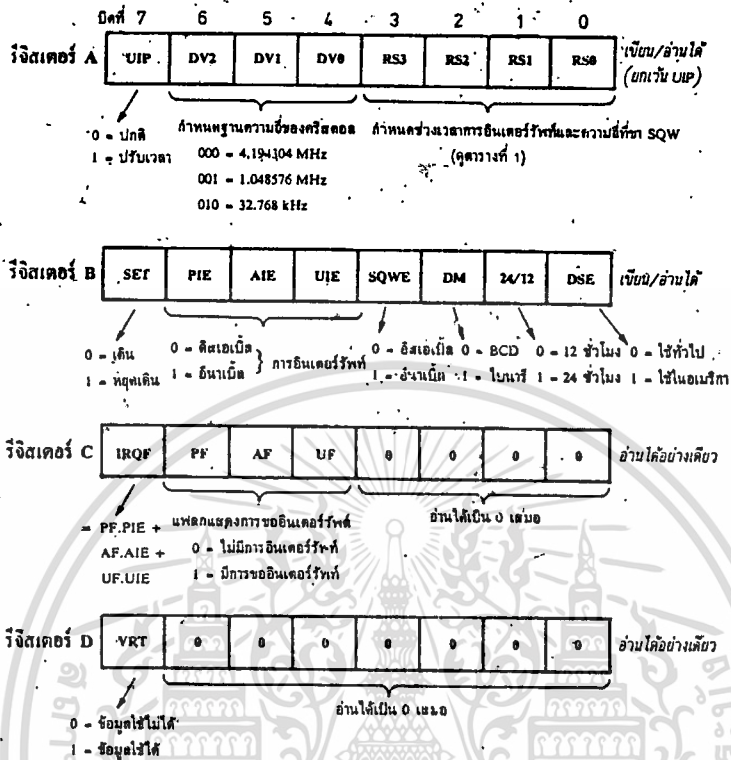 บิตที่ 7 6 5 4 3 2 1 0
รีจิสเตอร์ A UIP DV2 DV1 DV0 RS3 RS2 RS1 RS0 เขียน/อ่านได้
(ยกเว้น UIP)
0 = ปกติ
1 = ปรับเวลา
กำหนดฐานความถี่ของคริสตอล
000 = 4.194304 MHz
001 = 1.048576 MHz
010 = 32.768 kHz
กำหนดช่วงเวลาการอินเตอร์รัพท์และความถี่ที่ขา SQW
(ดูตารางที่ 1)
รีจิสเตอร์ B SET PIE AIE UIE SQWE DM 24/12 DSE เขียน/อ่านได้
0 = เดิน
1 = หยุดเดิน
0 = ดิสเอเบิ้ล
1 = อีนาเบิ้ล
การอินเตอร์รัพท์
0 = ดิสเอเบิ้ล 0 = BCD 0 = 12 ชั่วโมง 0 = ใช้ทั่วไป
1 = อีนาเบิ้ล 1 = ไบนารี 1 = 24 ชั่วโมง 1 = ใช้ในอเมริกา
รีจิสเตอร์ C IRQF PF AF UF 0 0 0 0 อ่านได้อย่างเดียว
= PF.PIE +
AF.AIE +
UF.UIE
แฟลกแสดงการขออินเตอร์รัพต์
0 = ไม่มีการอินเตอร์รัพท์
1 = มีการขออินเตอร์รัพท์
อ่านได้เป็น 0 เสมอ
รีจิสเตอร์ D VRT 0 0 0 0 0 0 0 อ่านได้อย่างเดียว
อ่านได้เป็น 0 เสมอ
0 = ข้อมูลใช้ไม่ได้
1 = ข้อมูลใช้ได้